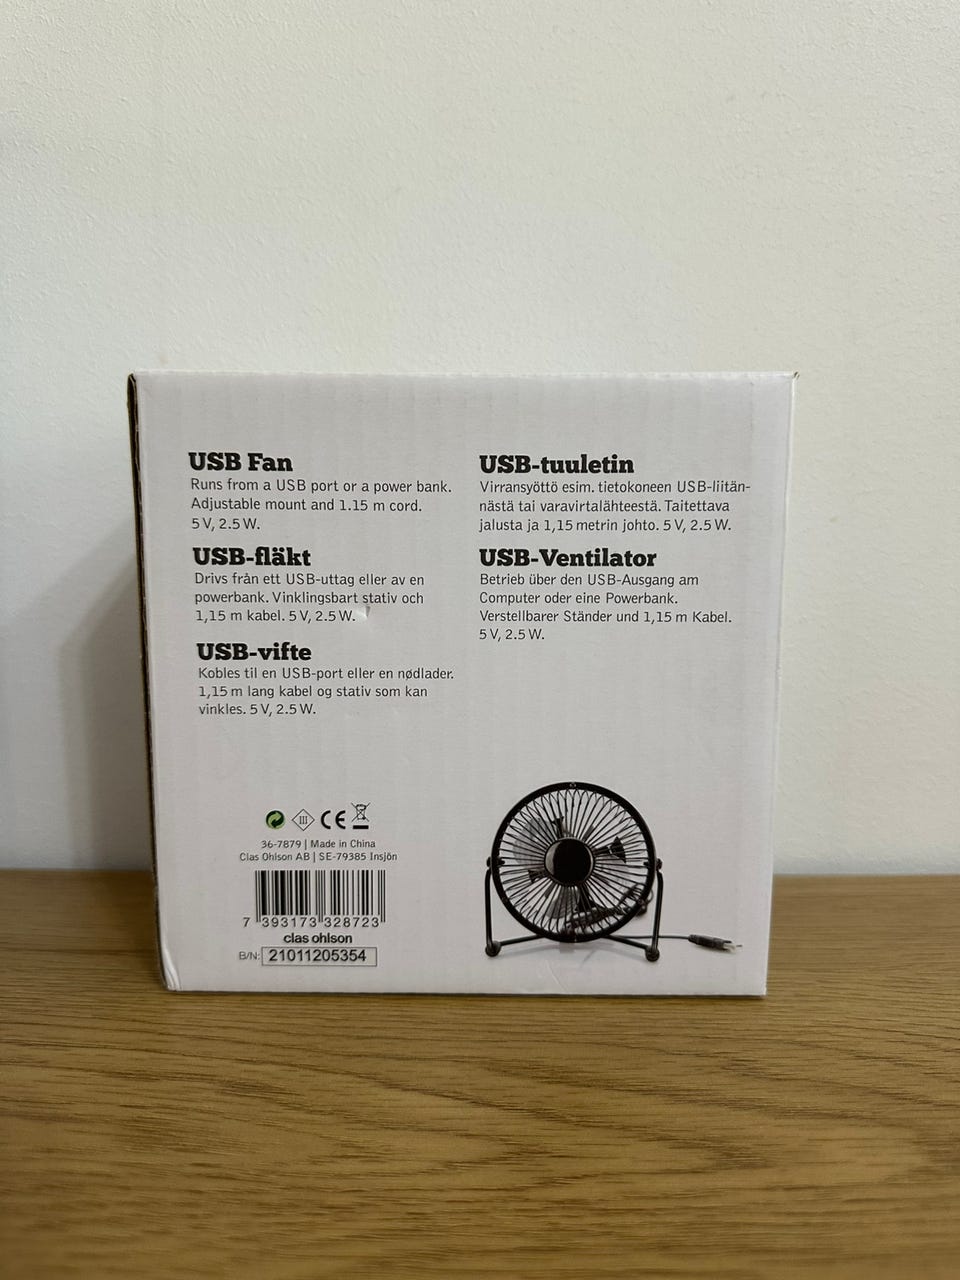 USB Fan
Runs from a USB port or a power bank.
Adjustable mount and 1.15 m cord.
5 V, 2.5 W.
USB-fläkt
Drivs från ett USB-uttag eller av en
powerbank. Vinklingsbart stativ och
1,15 m kabel. 5 V, 2.5 W.
USB-vifte
Kobles til en USB-port eller en nødlader.
1,15 m lang kabel og stativ som kan
vinkles. 5 V, 2.5 W.
USB-tuuletin
Virransyöttö esim. tietokoneen USB-liitän-
nästä tai varavirtalähteestä. Taitettava
jalusta ja 1,15 metrin johto. 5 V, 2.5 W.
USB-Ventilator
Betrieb über den USB-Ausgang am
Computer oder eine Powerbank.
Verstellbarer Ständer und 1,15 m Kabel.
5 V, 2.5 W.
III CE
36-7879 | Made in China
Clas Ohlson AB | SE-79385 Insjön
7 393173 328723
clas ohlson
B/N: 21011205354